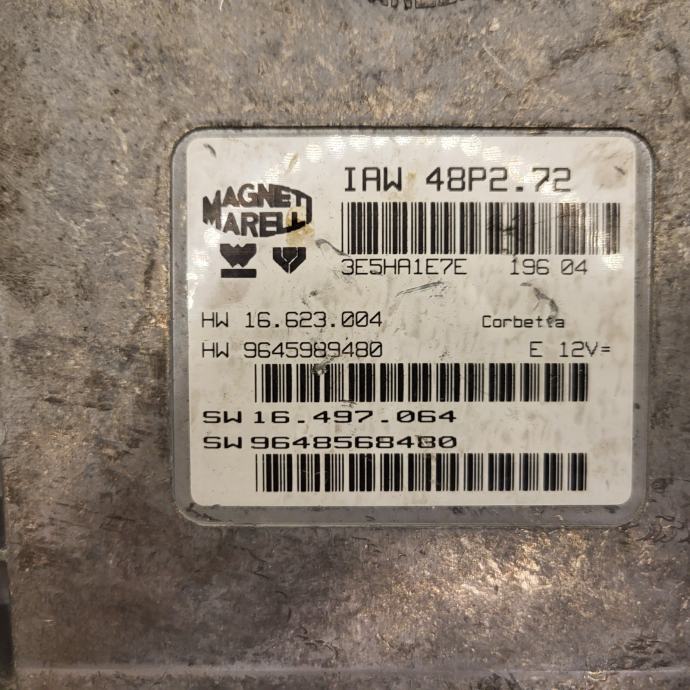 IAW 48P2.72
MAGNETI
MARELLI
3E5HA1E7E 196 04
HW 16.623.004 Corbetta
HW 9645989480 E 12V=
SW 16.497.064
SW 9648568480